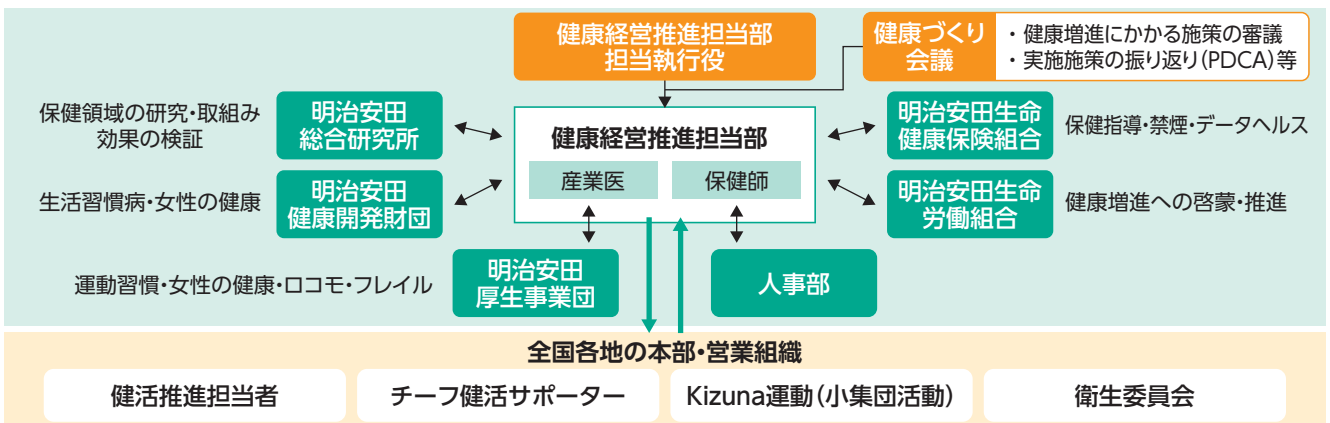 健康経営推進担当部
担当執行役
健康づくり
会議
・健康増進にかかる施策の審議
・実施施策の振り返り(PDCA)等
保健領域の研究・取組み
効果の検証
明治安田
総合研究所
健康経営推進担当部
産業医
保健師
明治安田生命
健康保険組合
保健指導・禁煙・データヘルス
生活習慣病・女性の健康
明治安田
健康開発財団
明治安田生命
労働組合
健康増進への啓蒙・推進
運動習慣・女性の健康・ロコモ・フレイル
明治安田
厚生事業団
人事部
全国各地の本部・営業組織
健活推進担当者
チーフ健活サポーター
Kizuna運動(小集団活動)
衛生委員会